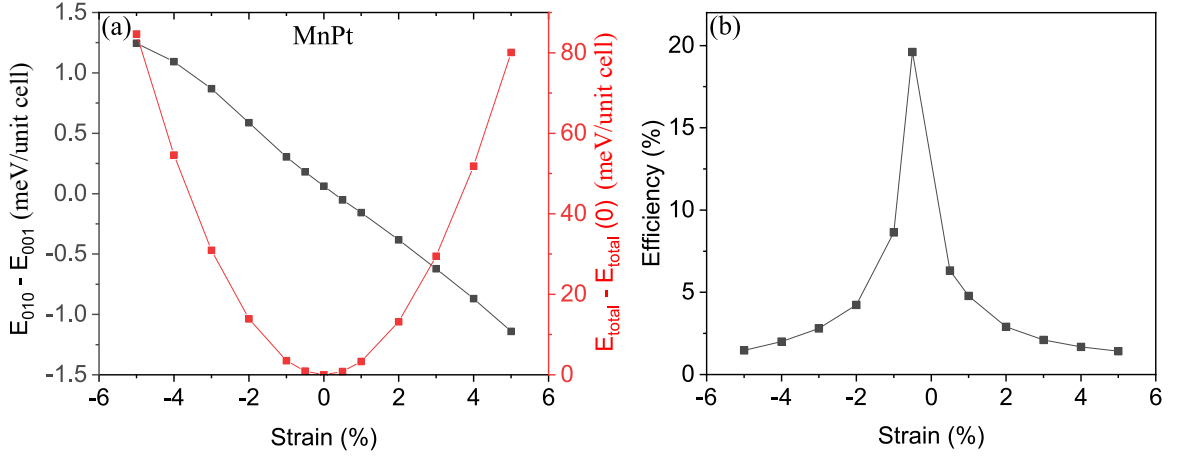 (a)
MnPt
1.5
1.0
0.5
0.0
-0.5
-1.0
-1.5
E010 - E001 (meV/unit cell)
80
60
40
20
0
Etotal - Etotal (0) (meV/unit cell)
-6 -4 -2 0 2 4 6
Strain (%)
(b)
20
15
10
5
0
Efficiency (%)
-6 -4 -2 0 2 4 6
Strain (%)